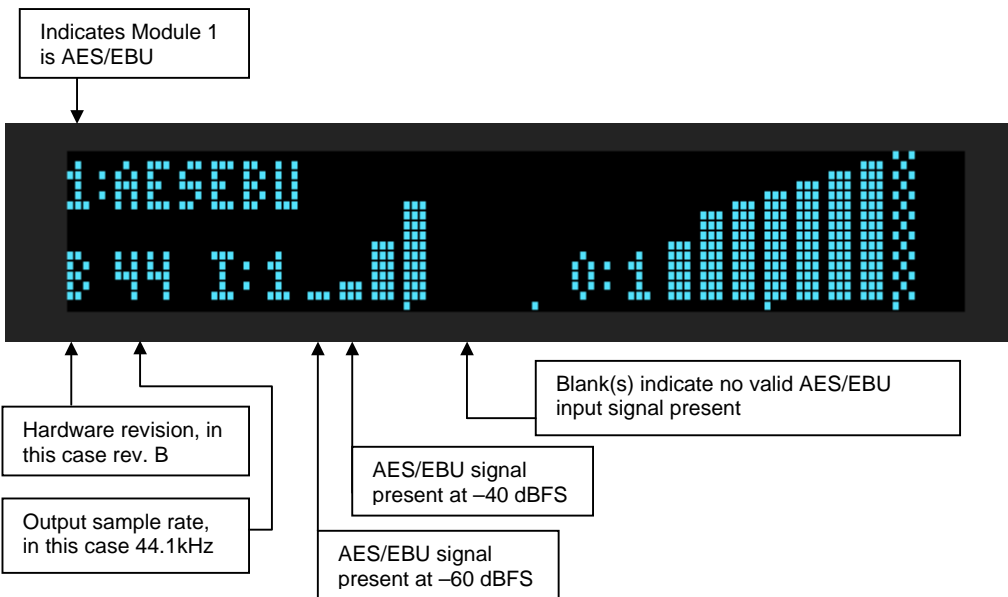 Indicates Module 1
is AES/EBU
1:AESEBU
B 44 I:1 O:1
Blank(s) indicate no valid AES/EBU
input signal present
Hardware revision, in
this case rev. B
AES/EBU signal
present at –40 dBFS
Output sample rate,
in this case 44.1kHz
AES/EBU signal
present at –60 dBFS